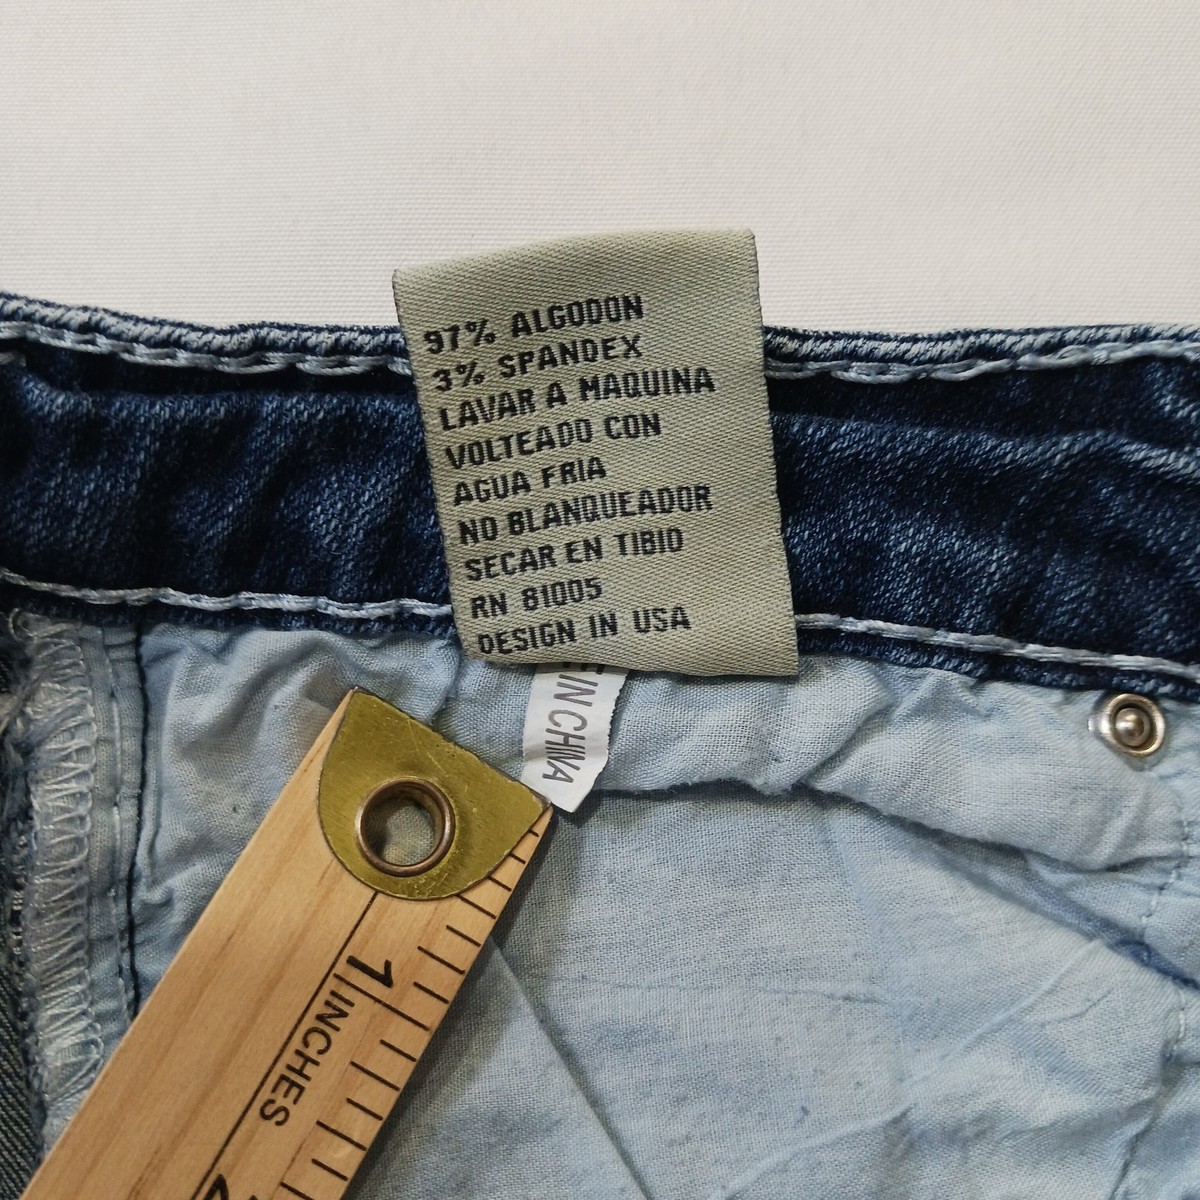 97% ALGODON
3% SPANDEX
LAVAR A MAQUINA
VOLTEADO CON
AGUA FRIA
NO BLANQUEADOR
SECAR EN TIBIO
RN 81005
DESIGN IN USA
IN CHINA
1
INCHES
2